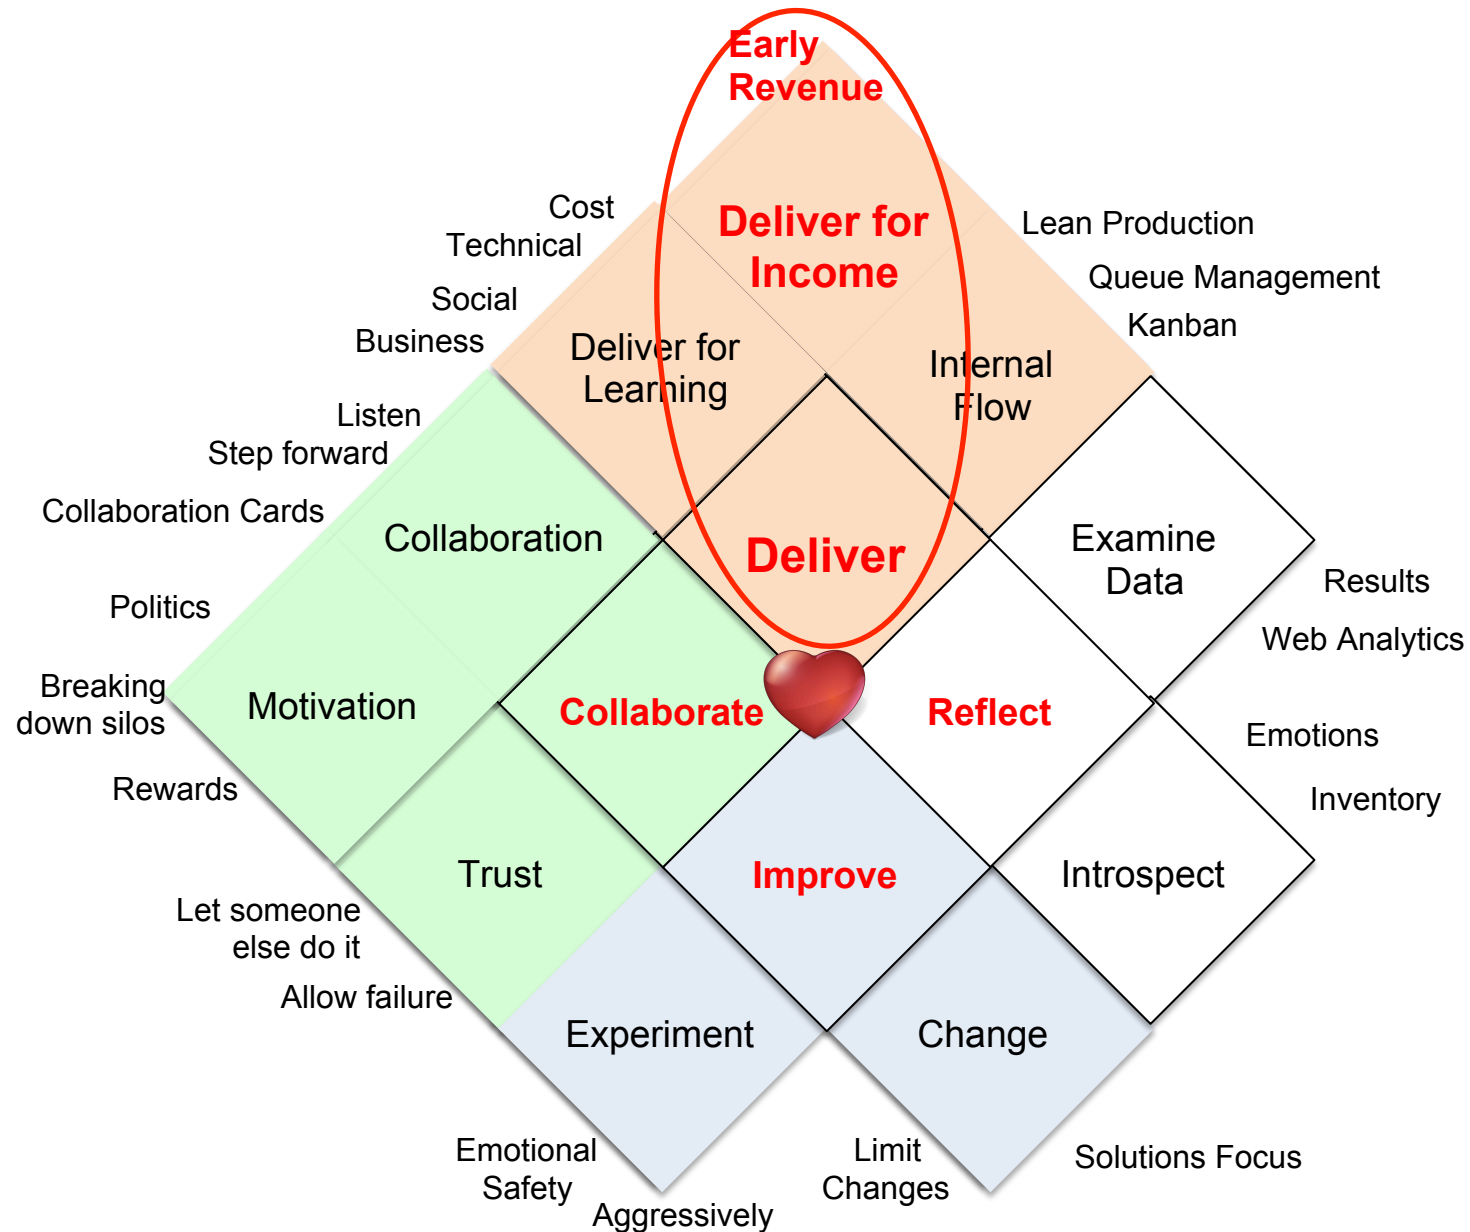 Early
Revenue
Cost
Deliver for
Income
Lean Production
Technical
Queue Management
Social
Kanban
Business
Deliver for
Learning
Internal
Flow
Listen
Step forward
Collaboration Cards
Collaboration
Deliver
Examine
Data
Results
Politics
Web Analytics
Breaking
down silos
Motivation
Collaborate
Reflect
Emotions
Rewards
Inventory
Trust
Improve
Introspect
Let someone
else do it
Allow failure
Experiment
Change
Emotional
Safety
Limit
Changes
Solutions Focus
Aggressively